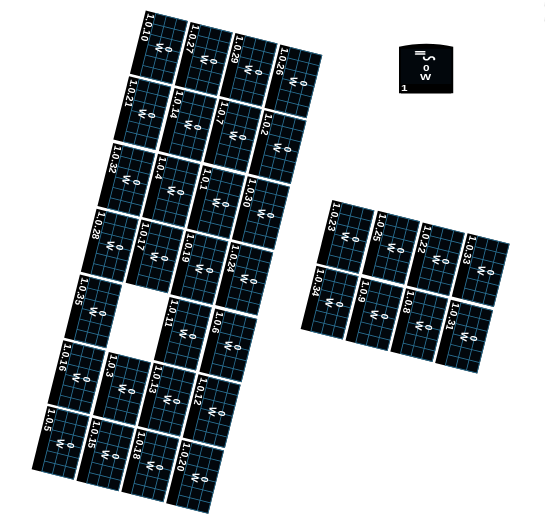 1.0.10
0
W
1.0.27
0
W
1.0.29
0
W
1.0.26
0
W
1.0.21
0
W
1.0.14
0
W
1.0.7
0
W
1.0.2
0
W
1.0.32
0
W
1.0.4
0
W
1.0.1
0
W
1.0.30
0
W
1.0.28
0
W
1.0.17
0
W
1.0.19
0
W
1.0.24
0
W
1.0.35
0
W
1.0.11
0
W
1.0.6
0
W
1.0.16
0
W
1.0.3
0
W
1.0.13
0
W
1.0.12
0
W
1.0.5
0
W
1.0.15
0
W
1.0.18
0
W
1.0.20
0
W
0
W
1
1.0.23
0
W
1.0.25
0
W
1.0.22
0
W
1.0.33
0
W
1.0.34
0
W
1.0.9
0
W
1.0.8
0
W
1.0.31
0
W